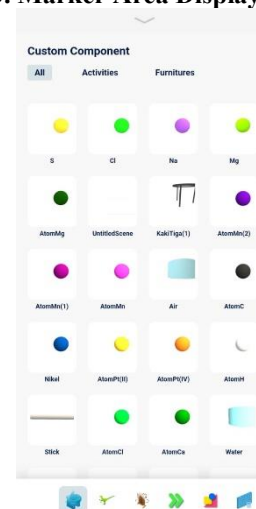 . Marker Area Display
Custom Component
All Activities Furnitures
S Cl Na Mg
AtomMg UntitledScene KakiTiga(1) AtomMn(2)
AtomMn(1) AtomMn Air AtomC
Nikel AtomPt(II) AtomPt(IV) AtomH
Stick AtomCl AtomCa Water